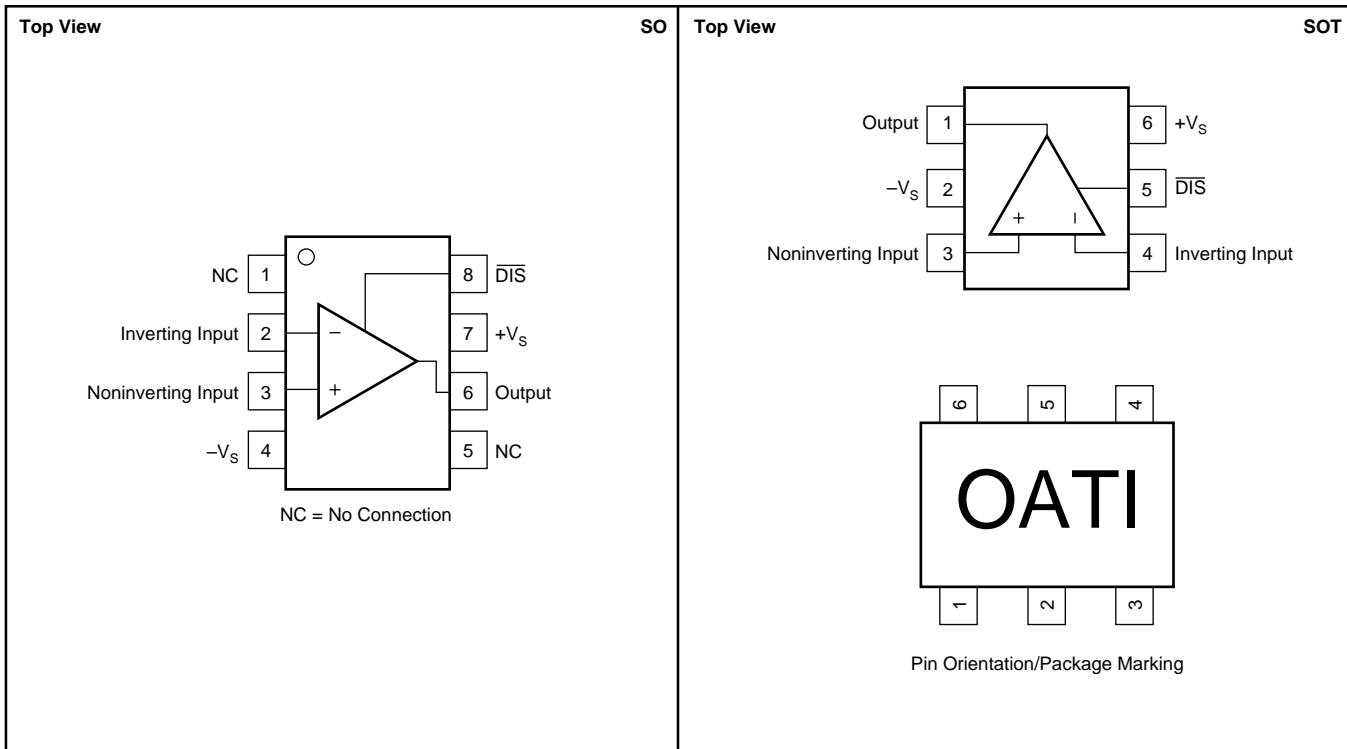 Top View SO
NC 1 8 D̅I̅S̅
Inverting Input 2 − 7 +VS
Noninverting Input 3 + 6 Output
–VS 4 5 NC
NC = No Connection
Top View SOT
Output 1 6 +VS
–VS 2 5 D̅I̅S̅
Noninverting Input 3 + − 4 Inverting Input
6 5 4
OATI
1 2 3
Pin Orientation/Package Marking